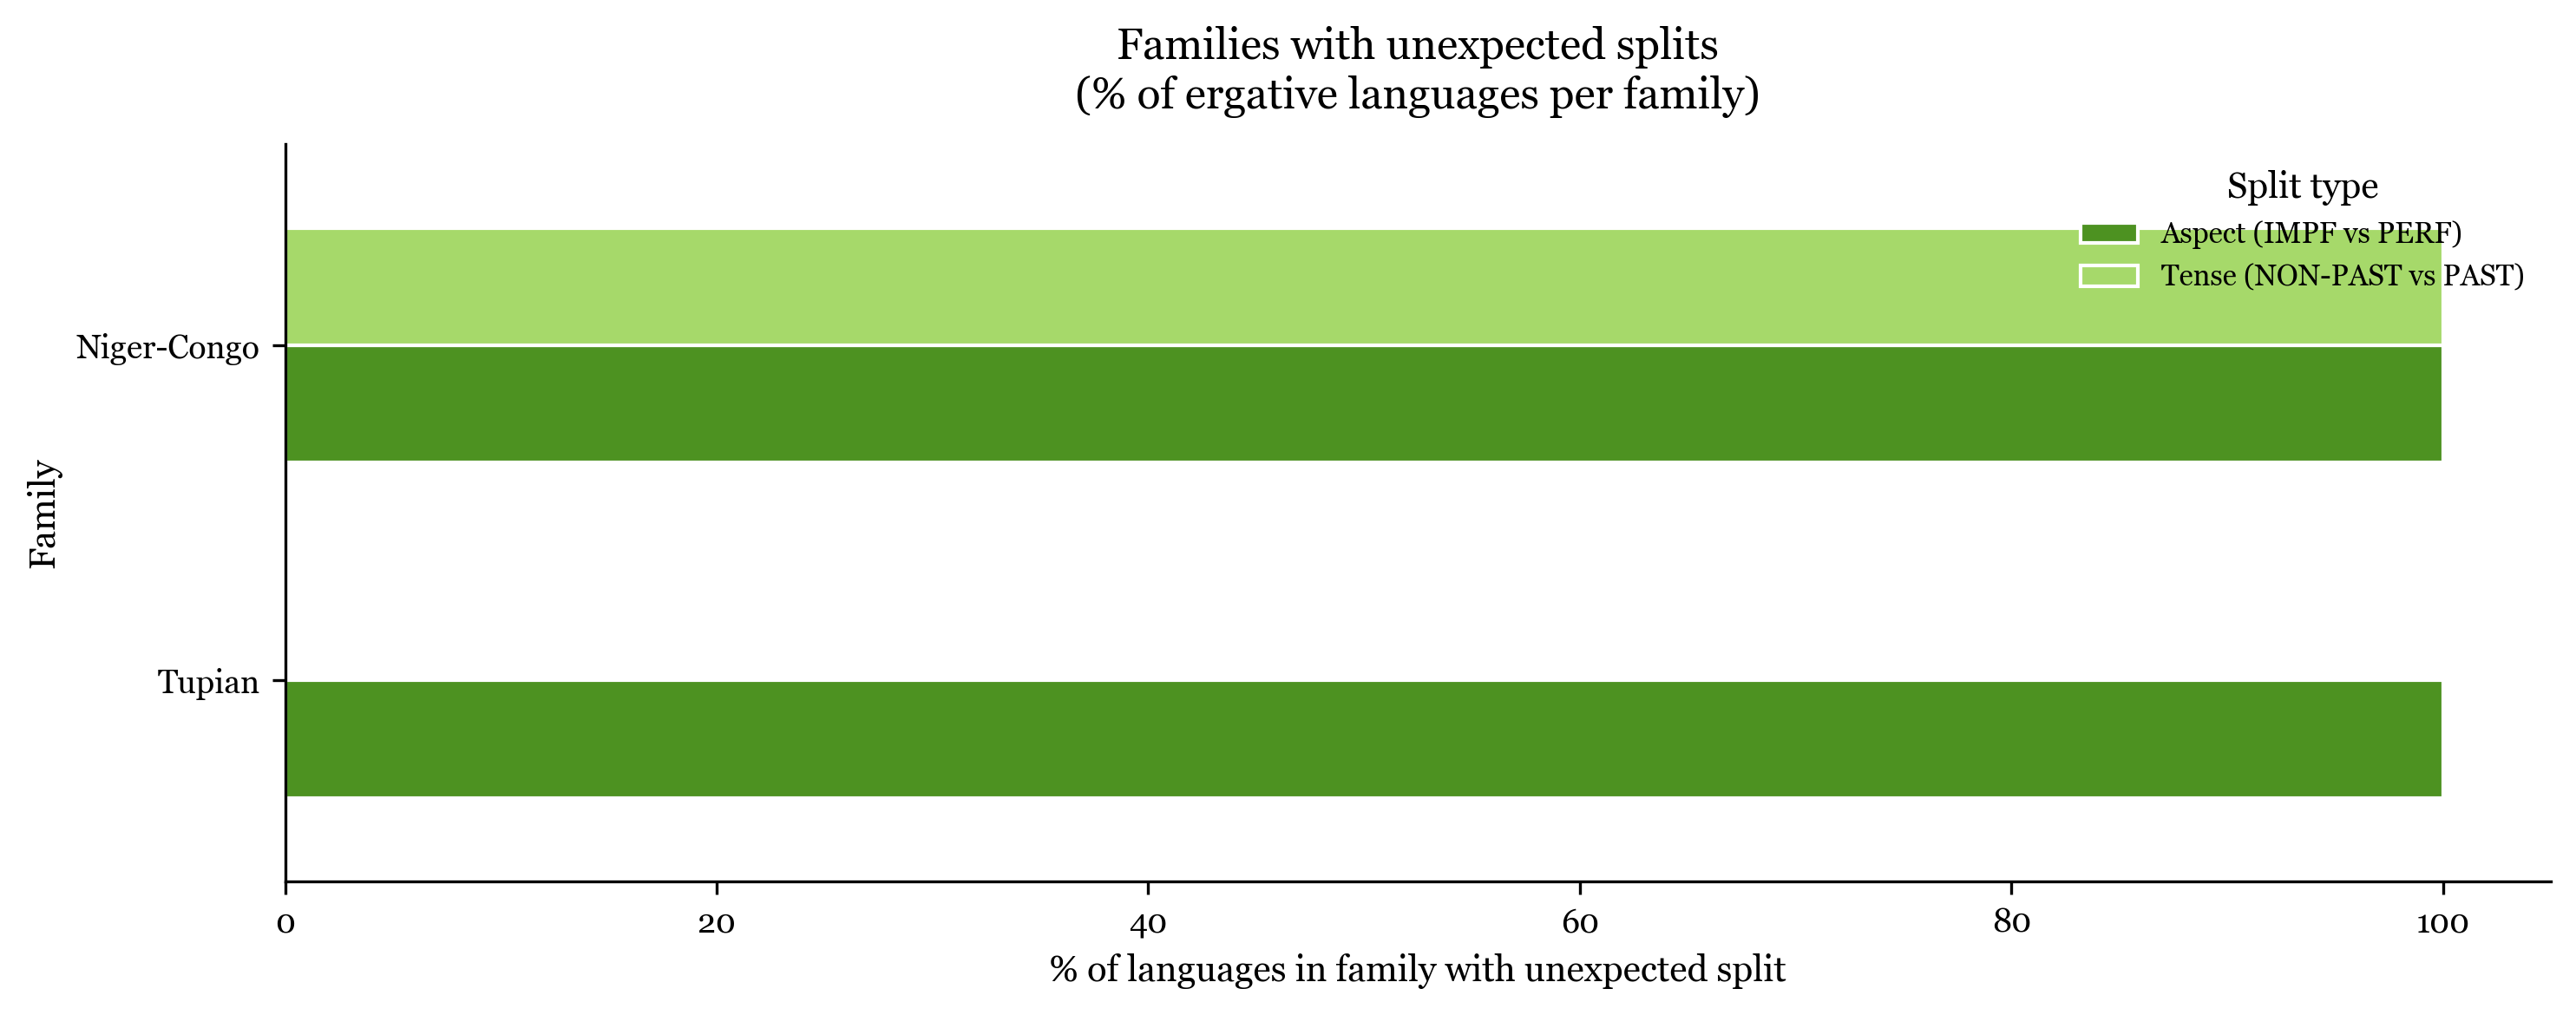 Families with unexpected splits
(% of ergative languages per family)
Split type
Aspect (IMPF vs PERF)
Tense (NON-PAST vs PAST)
Niger-Congo
Family
Tupian
0 20 40 60 80 100
% of languages in family with unexpected split